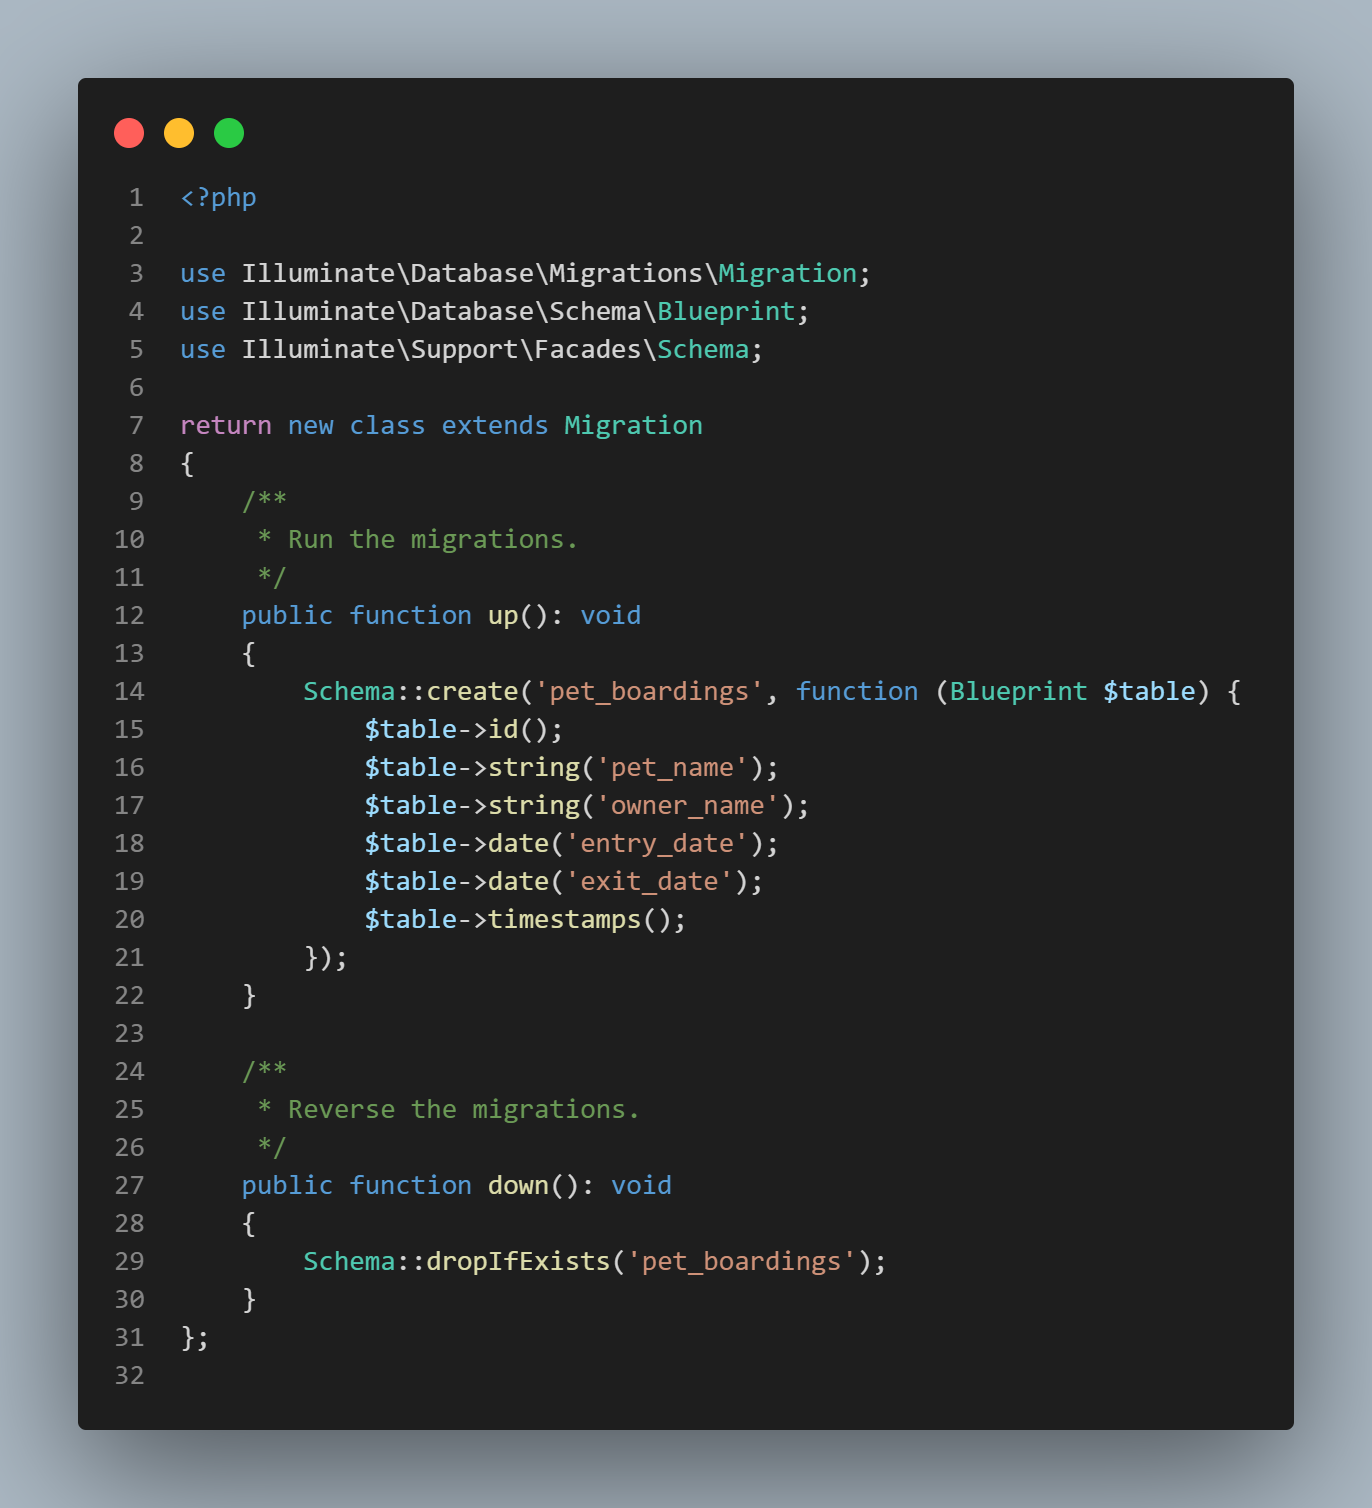 1 <?php
2
3 use Illuminate\Database\Migrations\Migration;
4 use Illuminate\Database\Schema\Blueprint;
5 use Illuminate\Support\Facades\Schema;
6
7 return new class extends Migration
8 {
9     /**
10      * Run the migrations.
11      */
12     public function up(): void
13     {
14         Schema::create('pet_boardings', function (Blueprint $table) {
15             $table->id();
16             $table->string('pet_name');
17             $table->string('owner_name');
18             $table->date('entry_date');
19             $table->date('exit_date');
20             $table->timestamps();
21         });
22     }
23
24     /**
25      * Reverse the migrations.
26      */
27     public function down(): void
28     {
29         Schema::dropIfExists('pet_boardings');
30     }
31 };
32